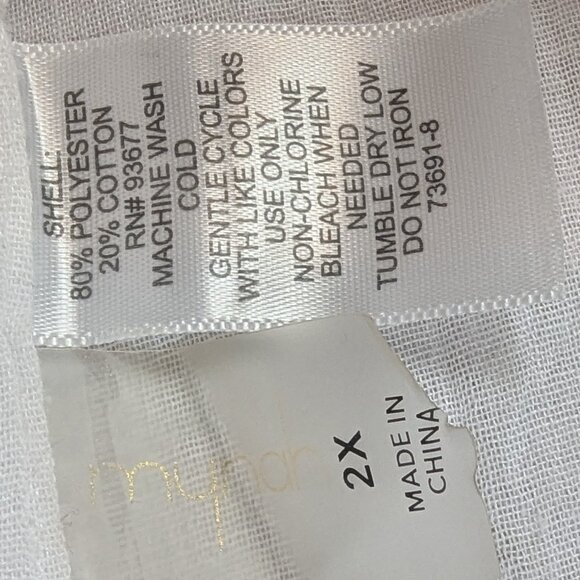 SHELL:
80% POLYESTER
20% COTTON
RN# 93677
MACHINE WASH
COLD
GENTLE CYCLE
WITH LIKE COLORS
USE ONLY
NON-CHLORINE
BLEACH WHEN
NEEDED
TUMBLE DRY LOW
DO NOT IRON
73691-8
2X
MADE IN
CHINA